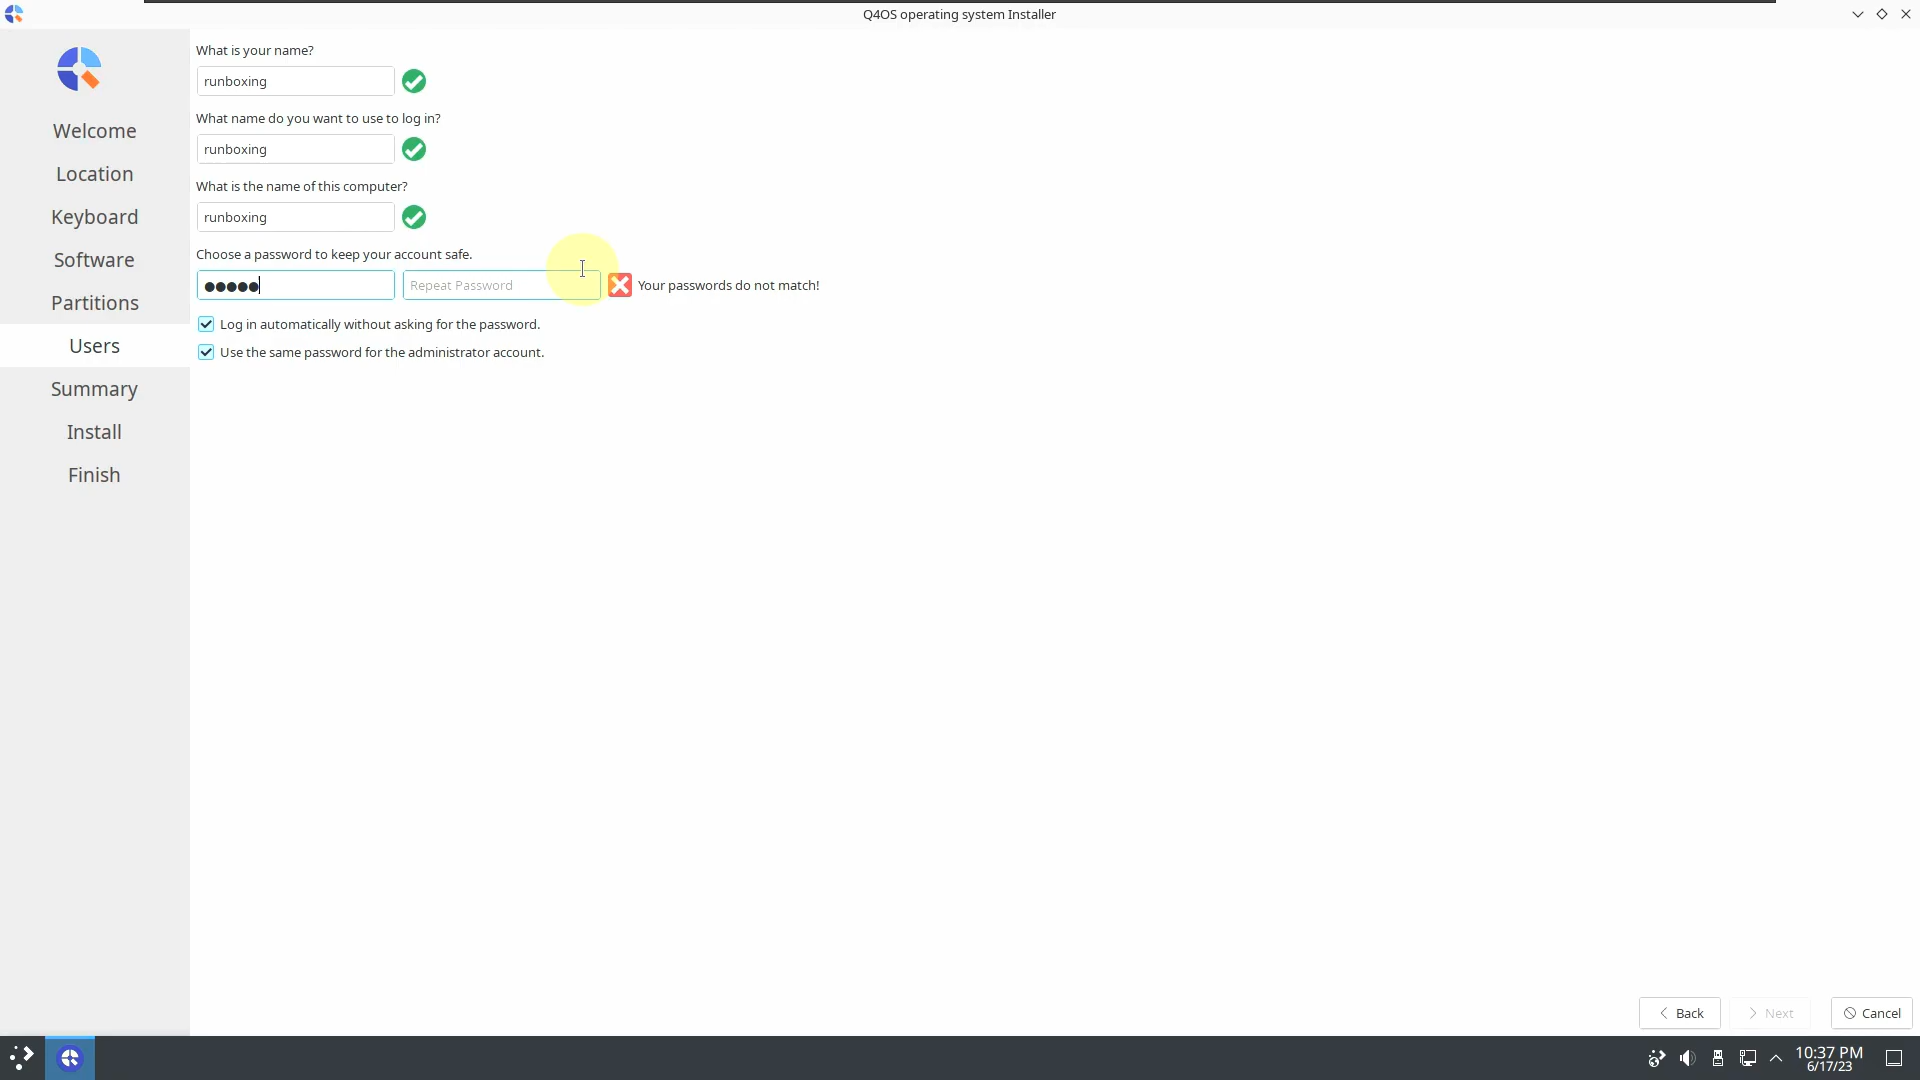 Q4OS operating system Installer
Welcome
Location
Keyboard
Software
Partitions
Users
Summary
Install
Finish
What is your name?
runboxing
What name do you want to use to log in?
runboxing
What is the name of this computer?
runboxing
Choose a password to keep your account safe.
●●●●●
Repeat Password
Your passwords do not match!
Log in automatically without asking for the password.
Use the same password for the administrator account.
Back
Next
Cancel
10:37 PM
6/17/23